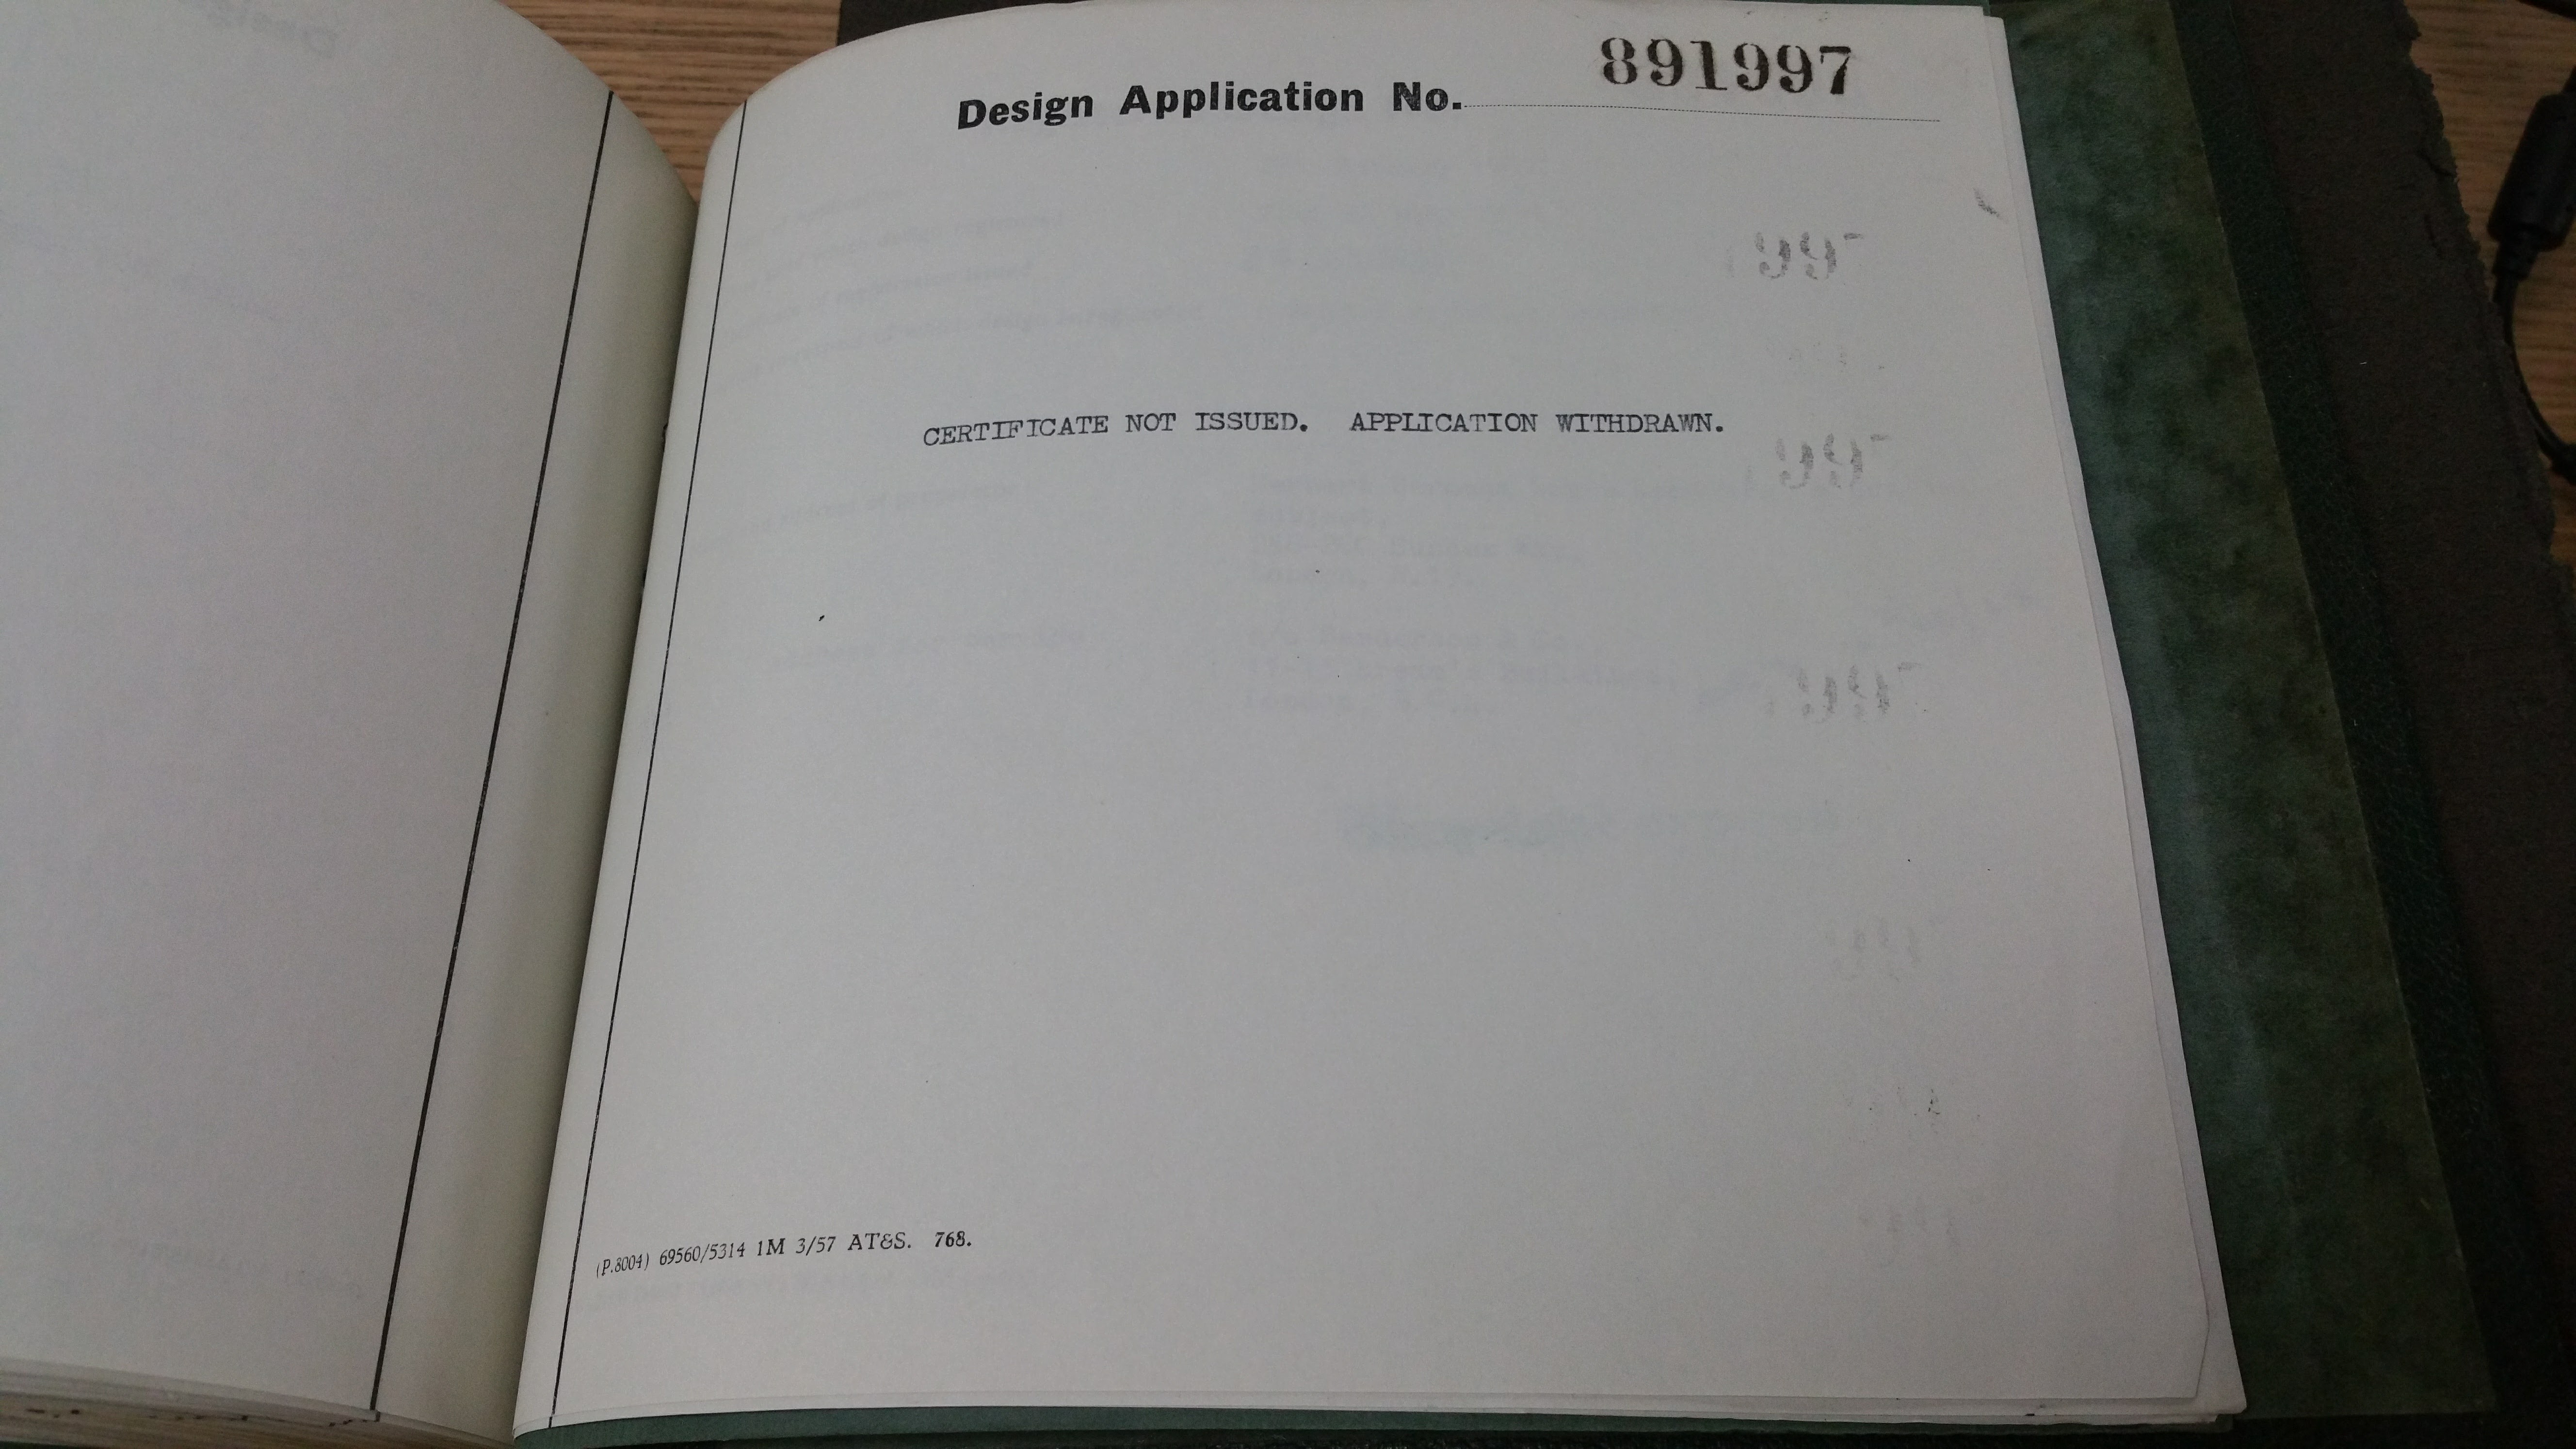 Design Application No. 891997
CERTIFICATE NOT ISSUED. APPLICATION WITHDRAWN.
(P.8004) 69560/5314 1M 3/57 AT&S. 768.